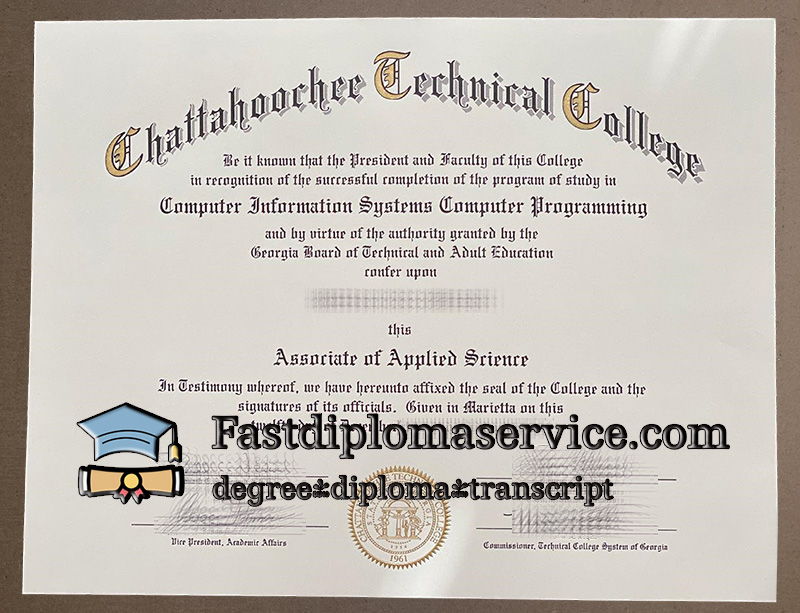 Chattahoochee Technical College
Be it known that the President and Faculty of this College
in recognition of the successful completion of the program of study in
Computer Information Systems Computer Programming
and by virtue of the authority granted by the
Georgia Board of Technical and Adult Education
confer upon
this
Associate of Applied Science
In Testimony whereof, we have hereunto affixed the seal of the College and the
signatures of its officials. Given in Marietta on this
Fastdiplomaservice.com
degree*diploma*transcript
1961
Vice President, Academic Affairs
Commissioner, Technical College System of Georgia